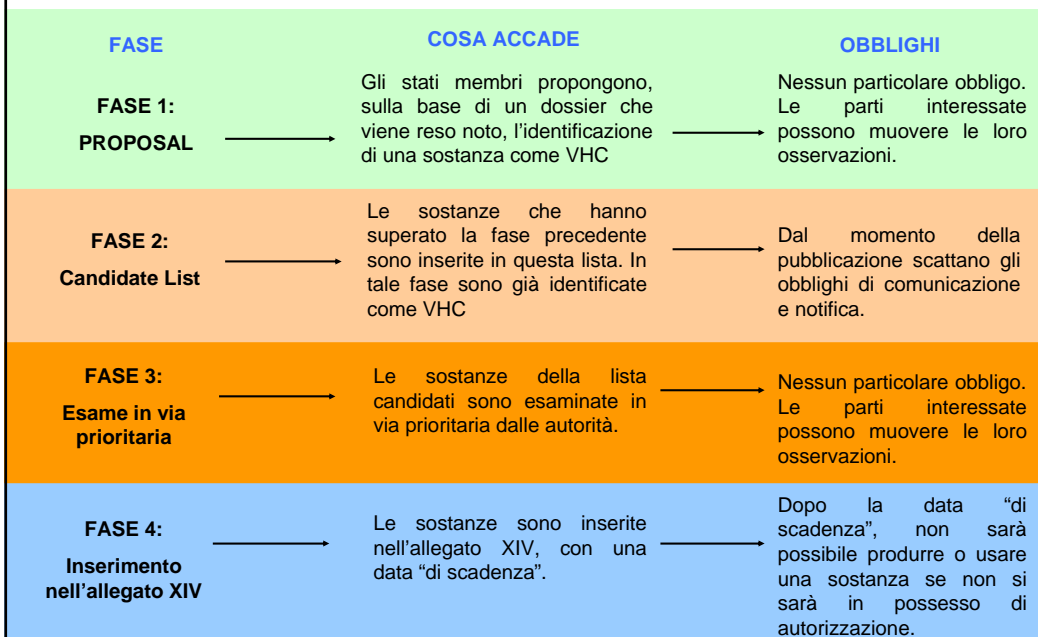 FASE
COSA ACCADE
OBBLIGHI
FASE 1:
PROPOSAL
Gli stati membri propongono,
sulla base di un dossier che
viene reso noto, l’identificazione
di una sostanza come VHC
Nessun particolare obbligo.
Le parti interessate
possono muovere le loro
osservazioni.
FASE 2:
Candidate List
Le sostanze che hanno
superato la fase precedente
sono inserite in questa lista. In
tale fase sono già identificate
come VHC
Dal momento della
pubblicazione scattano gli
obblighi di comunicazione
e notifica.
FASE 3:
Esame in via
prioritaria
Le sostanze della lista
candidati sono esaminate in
via prioritaria dalle autorità.
Nessun particolare obbligo.
Le parti interessate
possono muovere le loro
osservazioni.
FASE 4:
Inserimento
nell’allegato XIV
Le sostanze sono inserite
nell’allegato XIV, con una
data “di scadenza”.
Dopo la data “di
scadenza”, non sarà
possibile produrre o usare
una sostanza se non si
sarà in possesso di
autorizzazione.